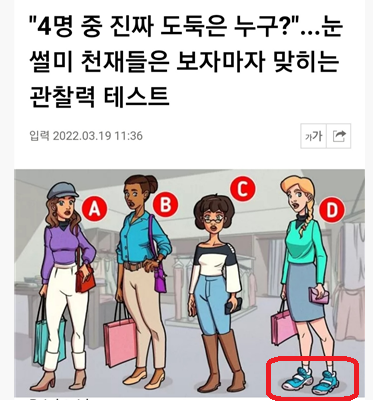 "4명 중 진짜 도둑은 누구?"...눈
썰미 천재들은 보자마자 맞히는
관찰력 테스트
입력 2022.03.19 11:36
가가
A
B
C
D